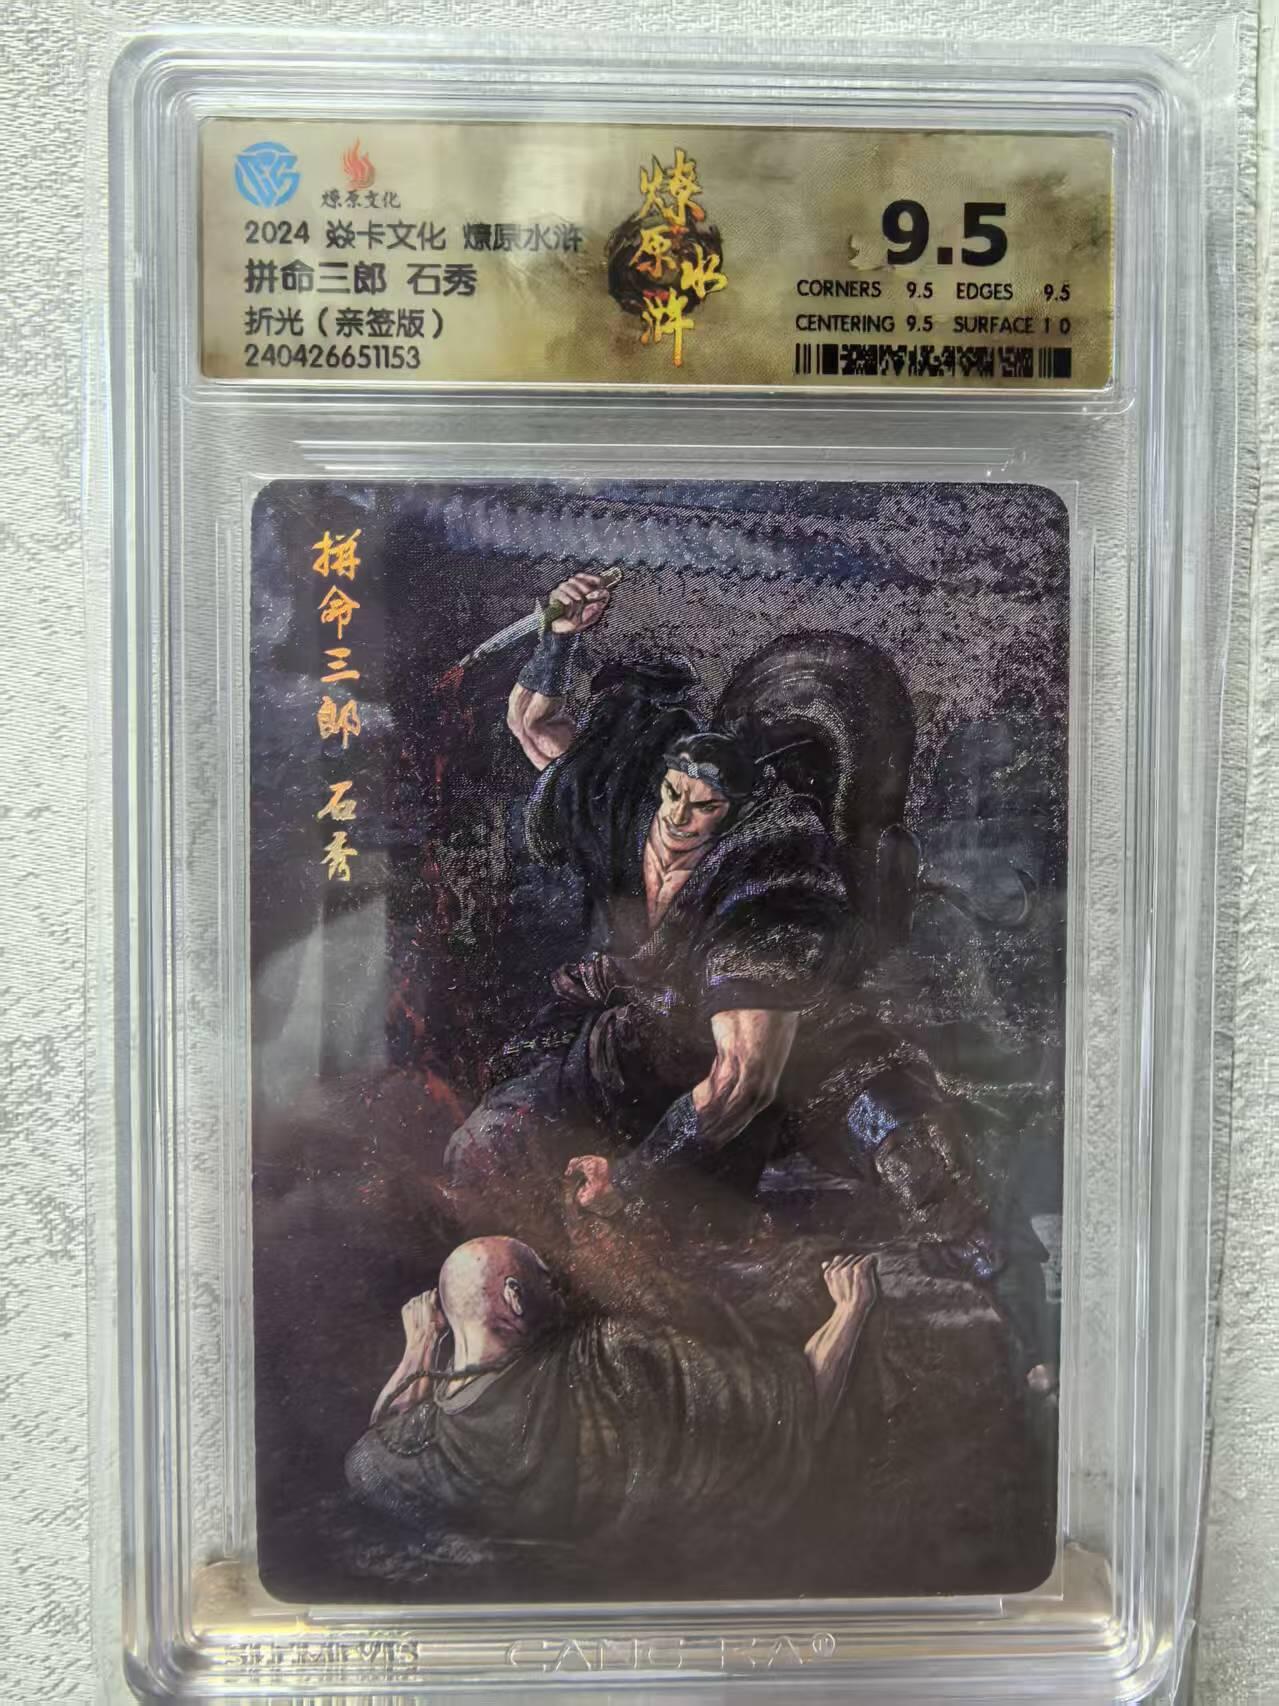 燎原文化
2024 焱卡文化 燎原水浒
拼命三郎 石秀
折光（亲签版）
240426651153
燎原水浒
9.5
CORNERS 9.5 EDGES 9.5
CENTERING 9.5 SURFACE 10
拼命三郎 石秀
CANG KA®